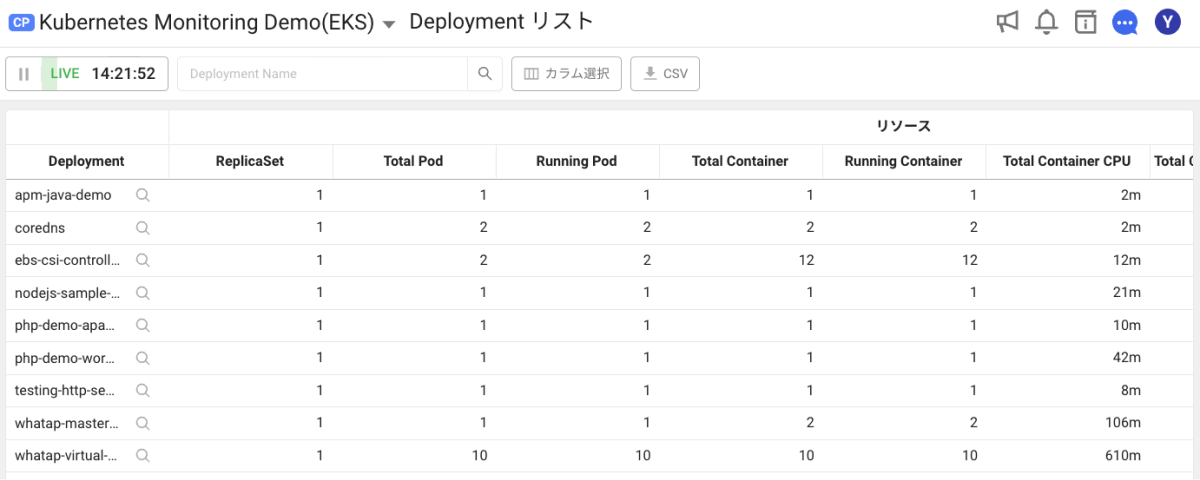 CP Kubernetes Monitoring Demo(EKS) Deployment リスト Y
LIVE 14:21:52 Deployment Name カラム選択 CSV
リソース
Deployment ReplicaSet Total Pod Running Pod Total Container Running Container Total Container CPU Total
apm-java-demo 1 1 1 1 1 2m
coredns 1 2 2 2 2 2m
ebs-csi-controll... 1 2 2 12 12 12m
nodejs-sample-... 1 1 1 1 1 21m
php-demo-apa... 1 1 1 1 1 10m
php-demo-wor... 1 1 1 1 1 42m
testing-http-se... 1 1 1 1 1 8m
whatap-master... 1 1 1 2 2 106m
whatap-virtual-... 1 10 10 10 10 610m